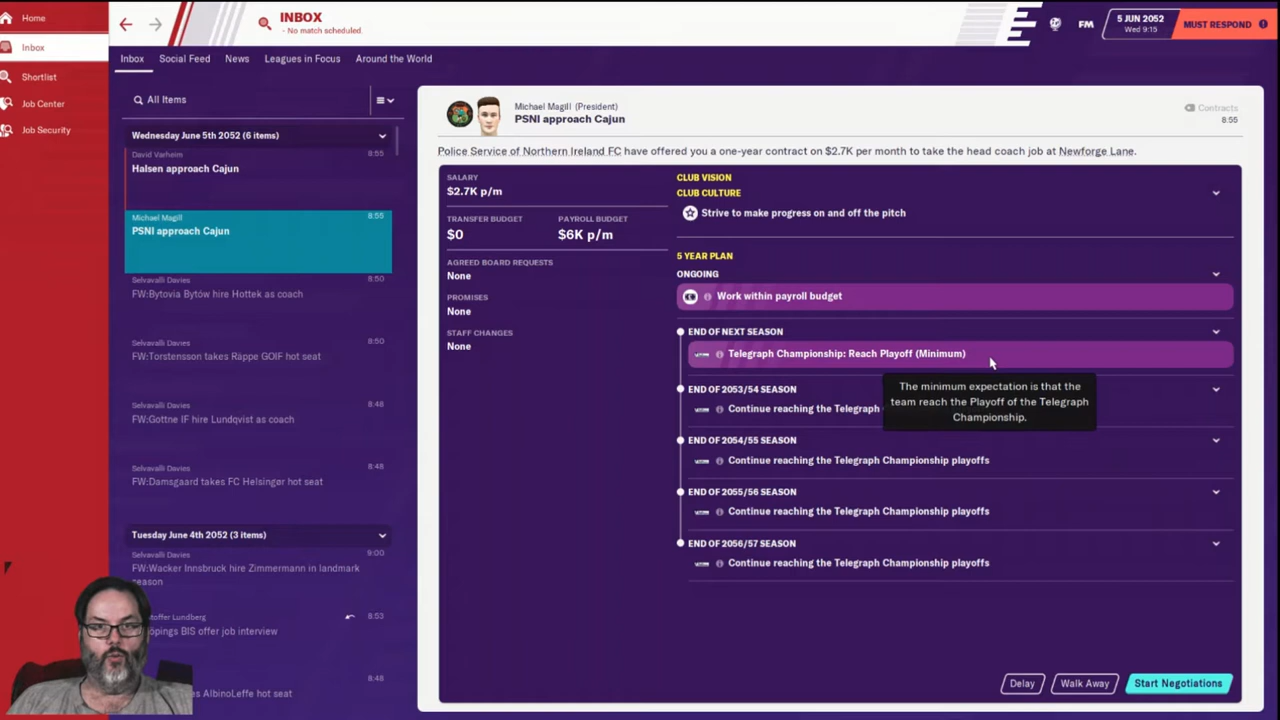 Home
Inbox
Shortlist
Job Center
Job Security
INBOX
- No match scheduled.
FM
5 JUN 2052
Wed 9:15
MUST RESPOND
Inbox
Social Feed
News
Leagues in Focus
Around the World
All Items
Wednesday June 5th 2052 (6 items)
David Varheim
8:55
Halsen approach Cajun
Michael Magill
8:55
PSNI approach Cajun
Selvavalli Davies
8:50
FW:Bytovia Bytów hire Hottek as coach
Selvavalli Davies
8:50
FW:Torstensson takes Räppe GOIF hot seat
Selvavalli Davies
8:48
FW:Gottne IF hire Lundqvist as coach
Selvavalli Davies
8:48
FW:Damsgaard takes FC Helsingør hot seat
Tuesday June 4th 2052 (3 items)
Selvavalli Davies
9:00
FW:Wacker Innsbruck hire Zimmermann in landmark
season
stoffer Lundberg
8:53
öpings BIS offer job interview
8:48
es AlbinoLeffe hot seat
Michael Magill (President)
PSNI approach Cajun
Contracts
8:55
Police Service of Northern Ireland FC have offered you a one-year contract on $2.7K per month to take the head coach job at Newforge Lane.
SALARY
$2.7K p/m
TRANSFER BUDGET
$0
PAYROLL BUDGET
$6K p/m
AGREED BOARD REQUESTS
None
PROMISES
None
STAFF CHANGES
None
CLUB VISION
CLUB CULTURE
Strive to make progress on and off the pitch
5 YEAR PLAN
ONGOING
Work within payroll budget
END OF NEXT SEASON
Telegraph Championship: Reach Playoff (Minimum)
The minimum expectation is that the
team reach the Playoff of the Telegraph
Championship.
END OF 2053/54 SEASON
Continue reaching the Telegraph
END OF 2054/55 SEASON
Continue reaching the Telegraph Championship playoffs
END OF 2055/56 SEASON
Continue reaching the Telegraph Championship playoffs
END OF 2056/57 SEASON
Continue reaching the Telegraph Championship playoffs
Delay
Walk Away
Start Negotiations